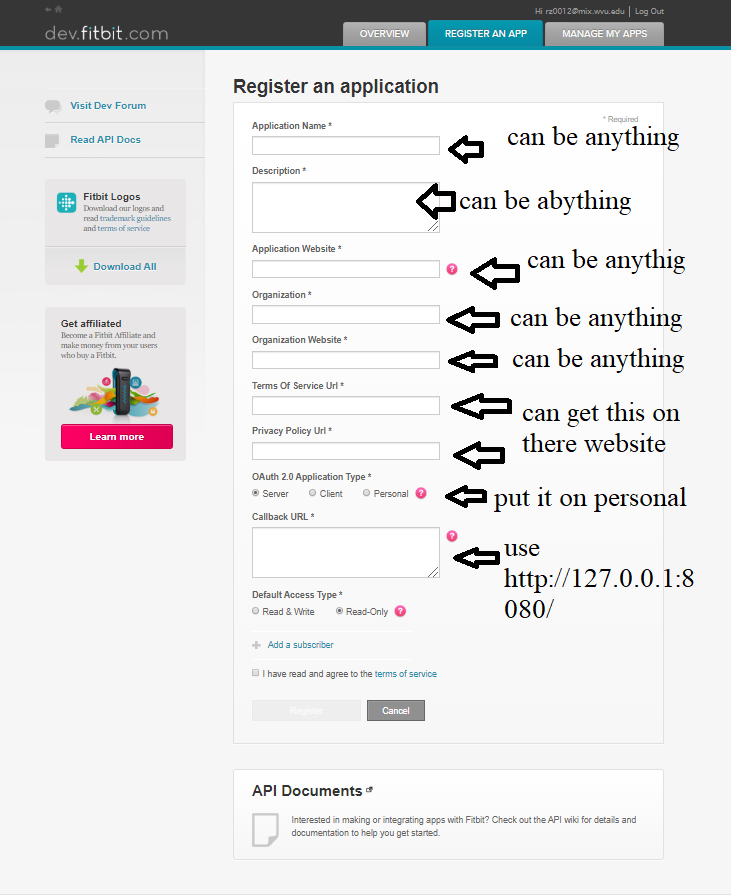 Hi rz0012@mix.wvu.edu | Log Out
dev.fitbit.com
OVERVIEW REGISTER AN APP MANAGE MY APPS
Register an application
Visit Dev Forum
Read API Docs
Fitbit Logos
Download our logos and
read trademark guidelines
and terms of service
Download All
Get affiliated
Become a Fitbit Affiliate and
make money from your users
who buy a Fitbit.
Learn more
* Required
Application Name *
can be anything
Description *
can be abything
Application Website *
can be anythig
Organization *
can be anything
Organization Website *
can be anything
Terms Of Service Url *
can get this on
there website
Privacy Policy Url *
OAuth 2.0 Application Type *
Server Client Personal
put it on personal
Callback URL *
use
http://127.0.0.1:8
080/
Default Access Type *
Read & Write Read-Only
Add a subscriber
I have read and agree to the terms of service
Register Cancel
API Documents
Interested in making or integrating apps with Fitbit? Check out the API wiki for details and
documentation to help you get started.